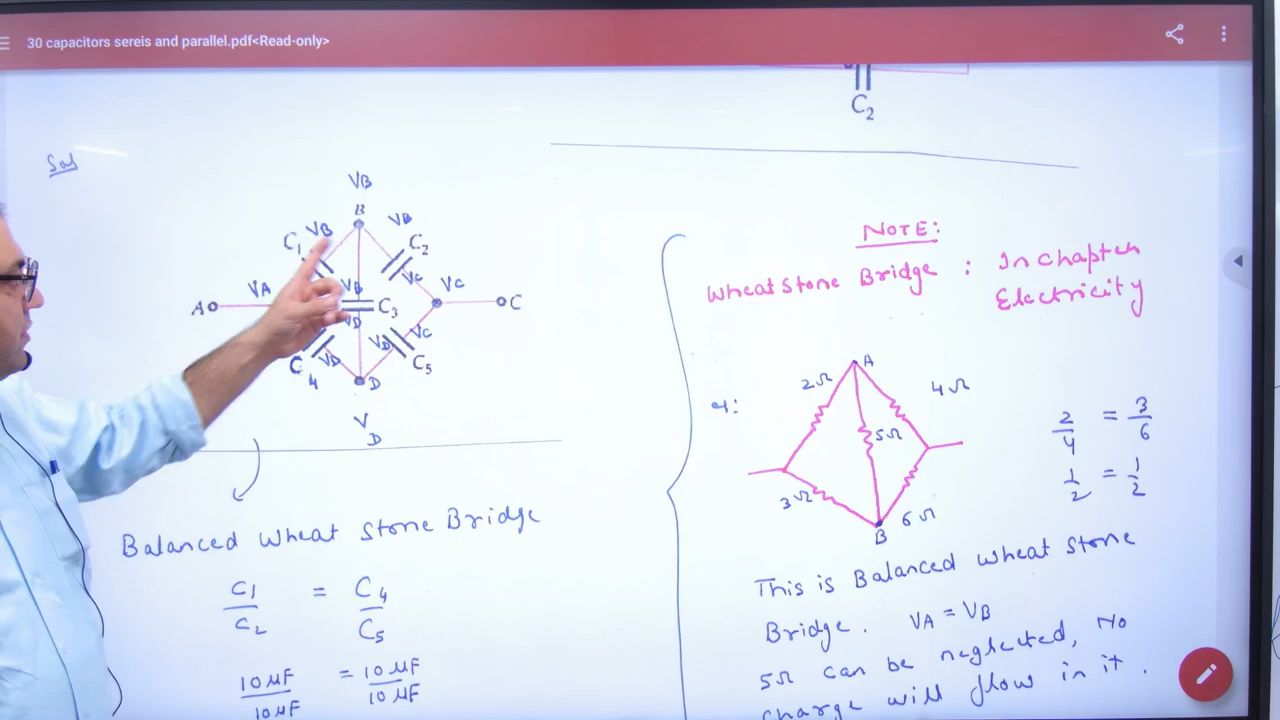 30 capacitors sereis and parallel.pdf<Read-only>
C2
Sol
VB
B
VB
VB
C1
C2
VC
VC
VA
VB
A
C3
C
VD
VD
VC
VD
C5
C4
D
VD
Balanced Wheat Stone Bridge
C1/C2 = C4/C5
10 µF/10 µF = 10 µF/10 µF
NOTE:
Wheat Stone Bridge : In Chapter
Electricity
A
2Ω
4Ω
5Ω
3Ω
6Ω
B
2/4 = 3/6
1/2 = 1/2
This is Balanced Wheat Stone
Bridge. VA = VB
5Ω can be neglected, No
charge will flow in it.